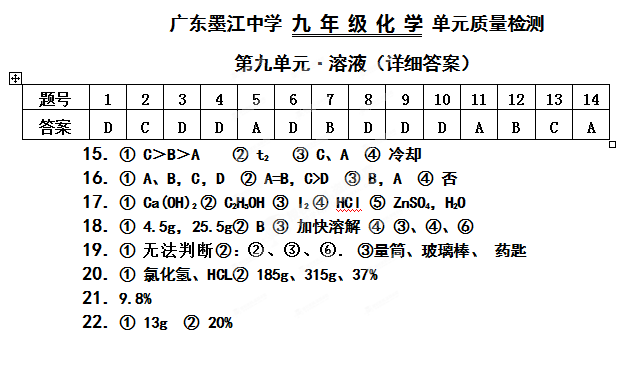 广东墨江中学 九 年 级 化 学 单元质量检测
第九单元·溶液（详细答案）
题号 1 2 3 4 5 6 7 8 9 10 11 12 13 14
答案 D C D D A D B D D D A B C A
15. ① C＞B＞A ② t₂ ③ C、A ④ 冷却
16. ① A、B，C，D ② A=B，C>D ③ B，A ④ 否
17. ① Ca(OH)₂ ② C₂H₅OH ③ I₂ ④ HCl ⑤ ZnSO₄，H₂O
18. ① 4.5g，25.5g② B ③ 加快溶解 ④ ③、④、⑥
19. ① 无法判断②：②、③、⑥. ③量筒、玻璃棒、 药匙
20. ① 氯化氢、HCL② 185g、315g、37%
21. 9.8%
22. ① 13g ② 20%